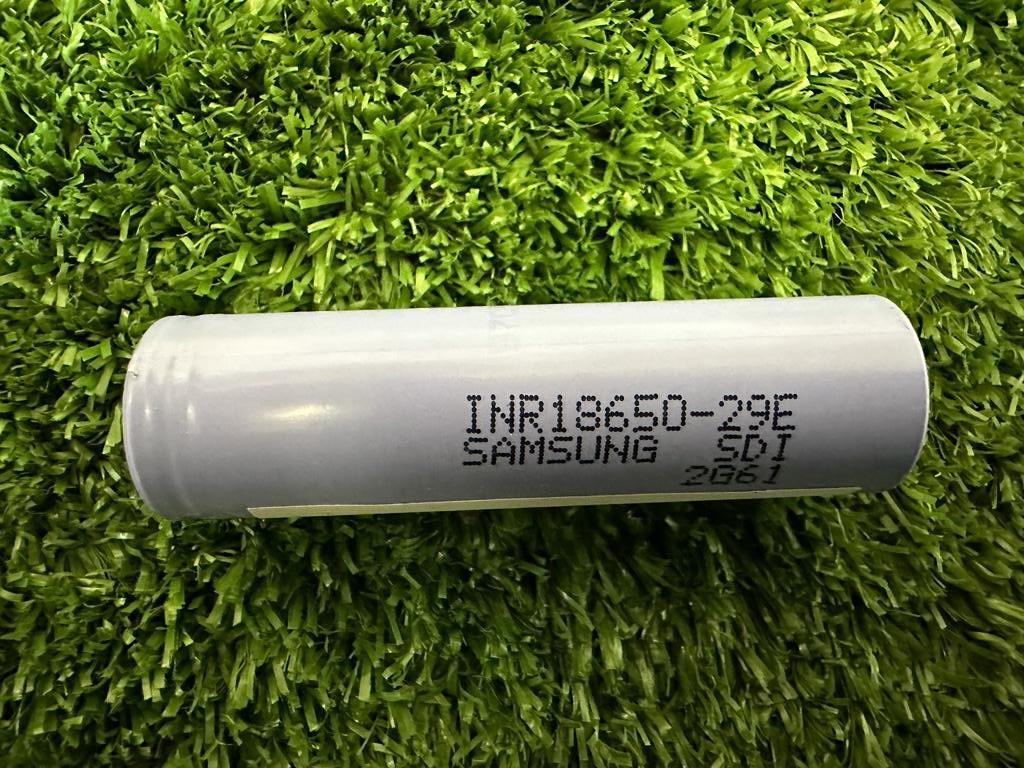 INR18650-29E
SAMSUNG SDI
2G61